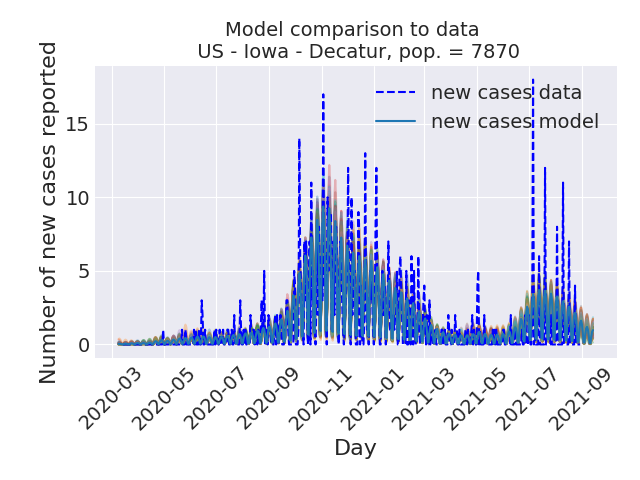 Model comparison to data
US - Iowa - Decatur, pop. = 7870
Number of new cases reported
15
10
5
0
new cases data
new cases model
2020-03
2020-05
2020-07
2020-09
2020-11
2021-01
2021-03
2021-05
2021-07
2021-09
Day